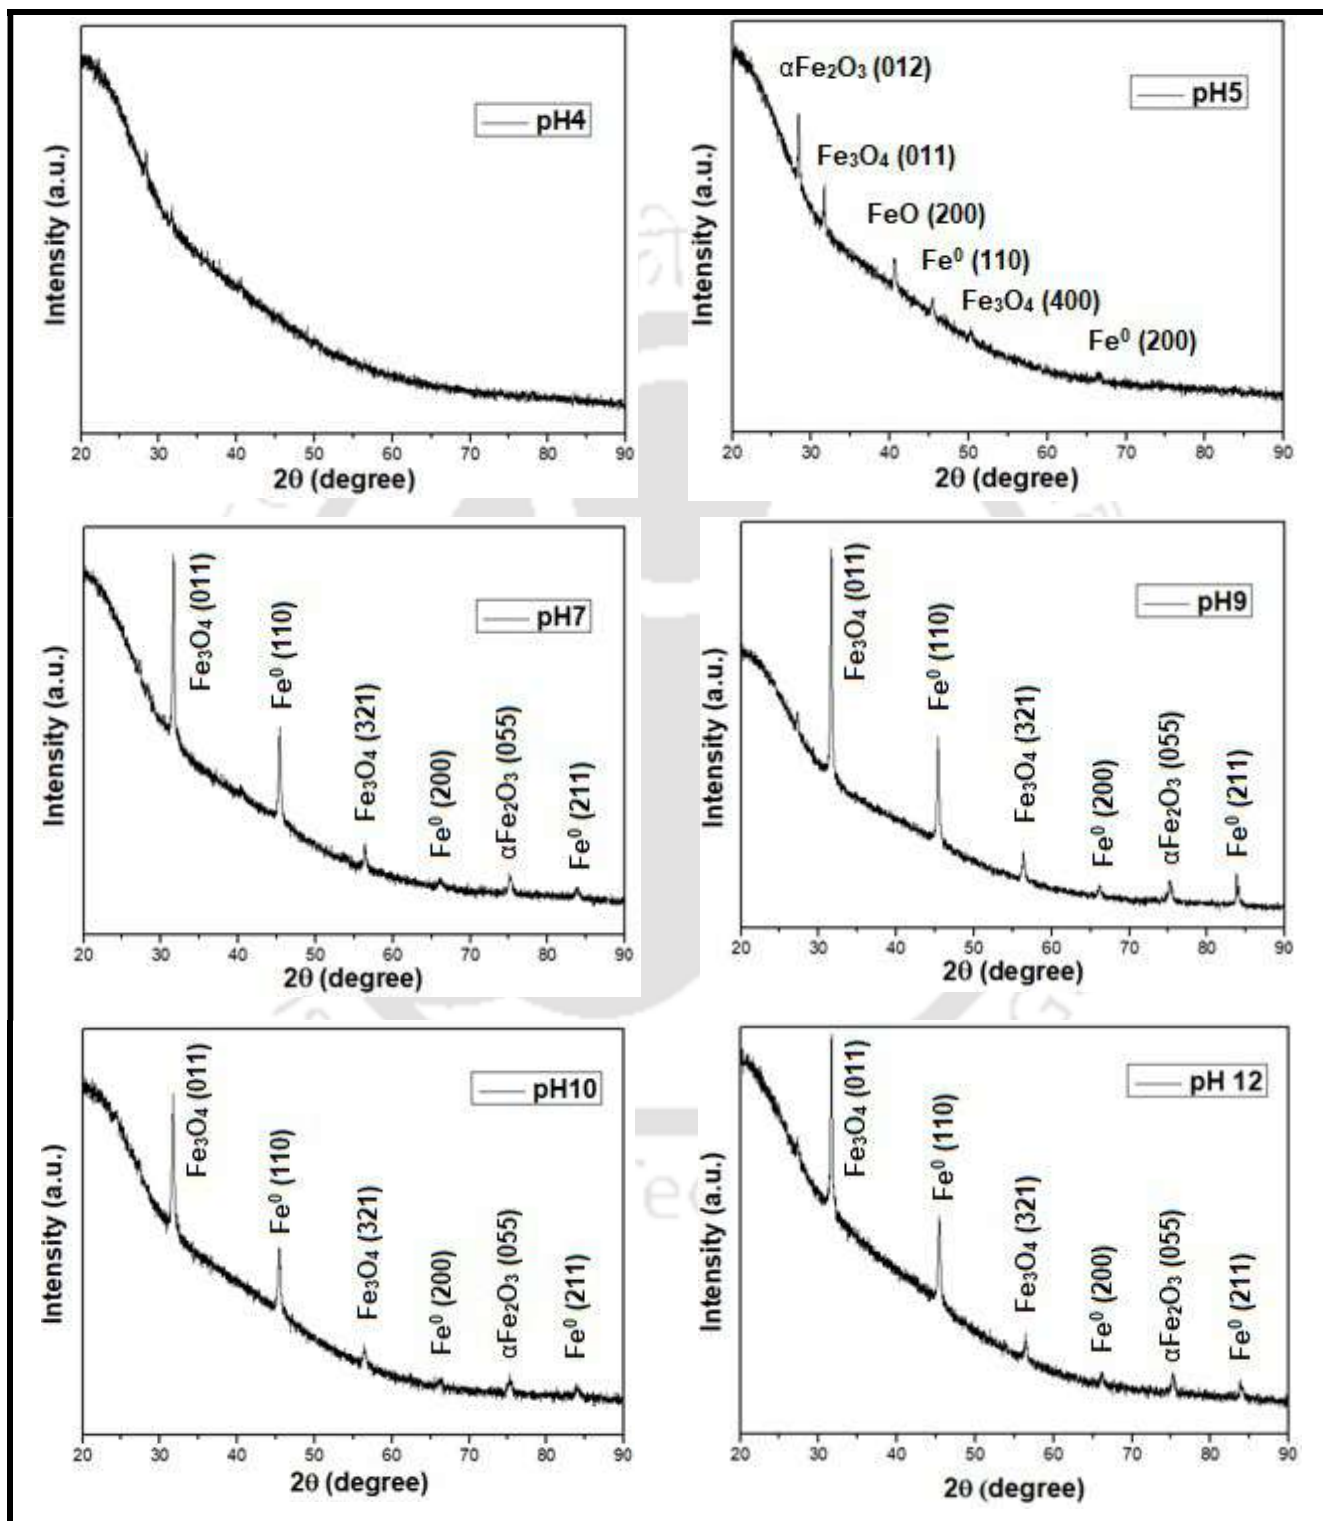 pH4
Intensity (a.u.)
20 30 40 50 60 70 80 90
2θ (degree)
αFe₂O₃ (012)
pH5
Fe₃O₄ (011)
FeO (200)
Fe⁰ (110)
Fe₃O₄ (400)
Fe⁰ (200)
Intensity (a.u.)
20 30 40 50 60 70 80 90
2θ (degree)
pH7
Fe₃O₄ (011)
Fe⁰ (110)
Fe₃O₄ (321)
Fe⁰ (200)
αFe₂O₃ (055)
Fe⁰ (211)
Intensity (a.u.)
20 30 40 50 60 70 80 90
2θ (degree)
pH9
Fe₃O₄ (011)
Fe⁰ (110)
Fe₃O₄ (321)
Fe⁰ (200)
αFe₂O₃ (055)
Fe⁰ (211)
Intensity (a.u.)
20 30 40 50 60 70 80 90
2θ (degree)
pH10
Fe₃O₄ (011)
Fe⁰ (110)
Fe₃O₄ (321)
Fe⁰ (200)
αFe₂O₃ (055)
Fe⁰ (211)
Intensity (a.u.)
20 30 40 50 60 70 80 90
2θ (degree)
pH 12
Fe₃O₄ (011)
Fe⁰ (110)
Fe₃O₄ (321)
Fe⁰ (200)
αFe₂O₃ (055)
Fe⁰ (211)
Intensity (a.u.)
20 30 40 50 60 70 80 90
2θ (degree)